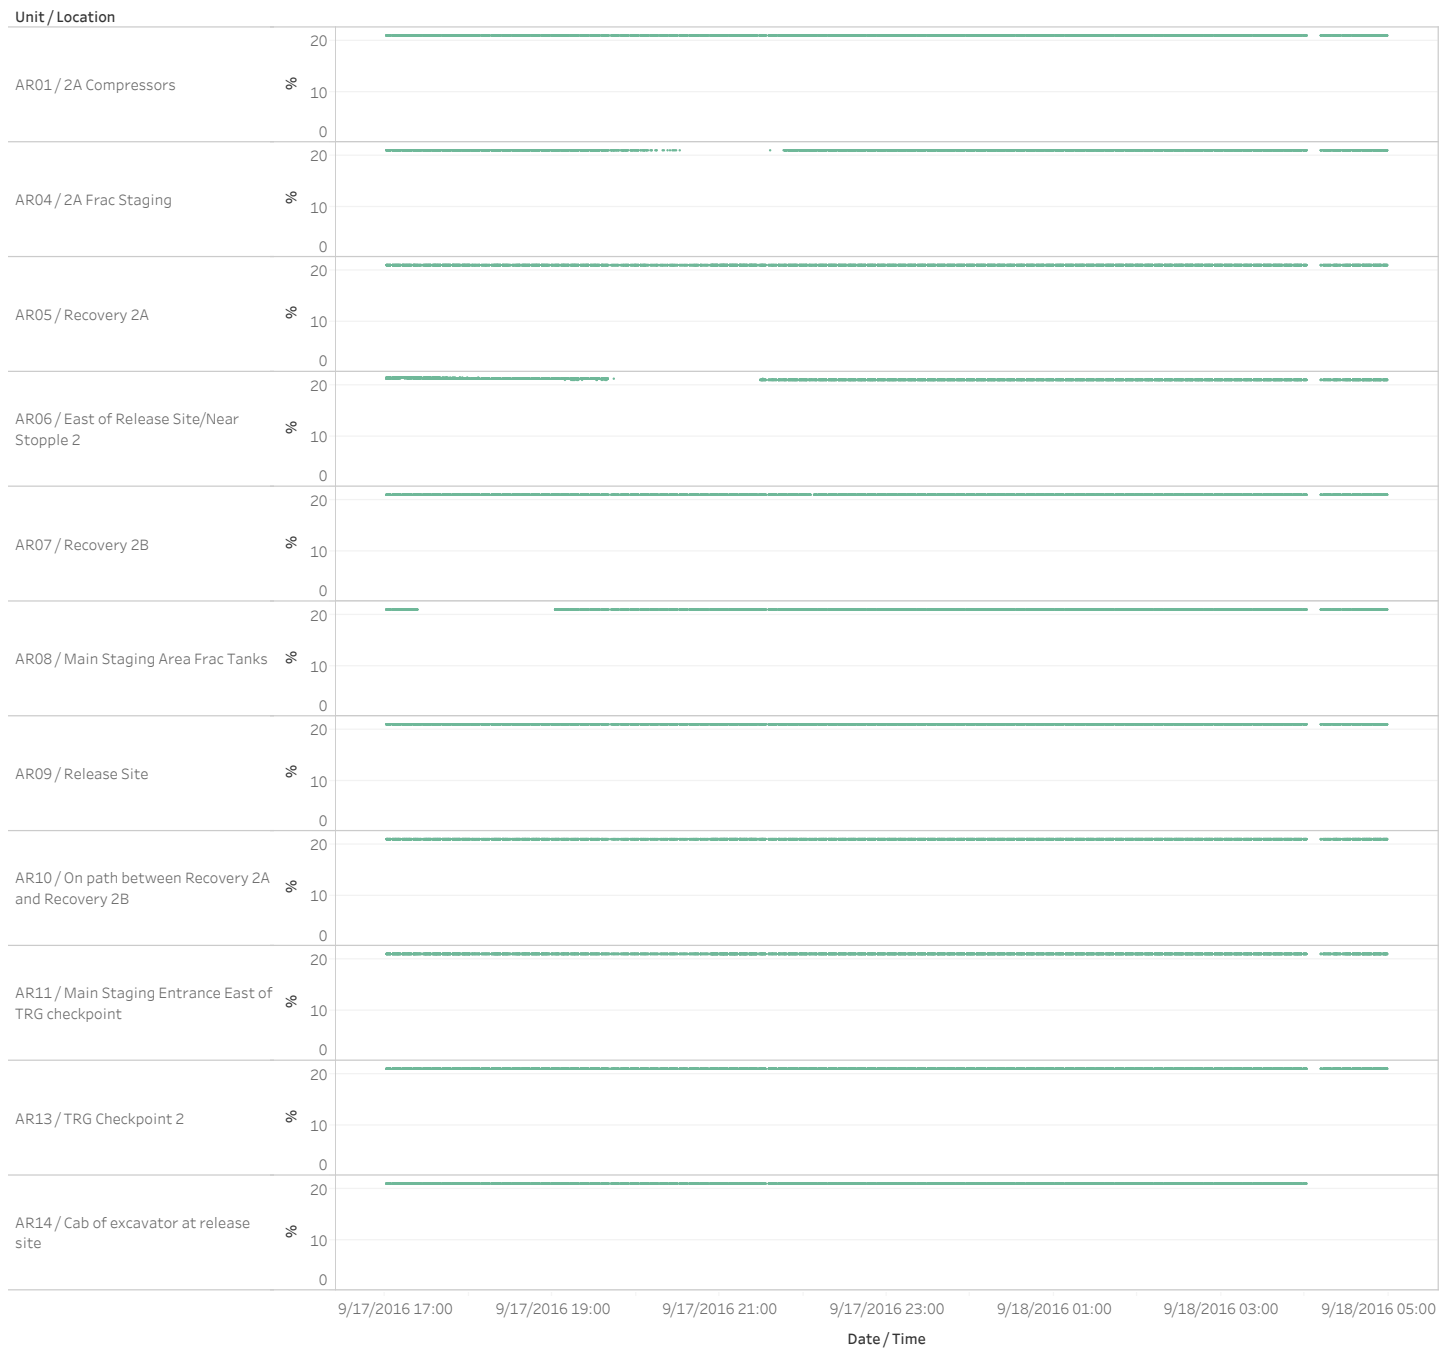 Unit / Location
20
AR01 / 2A Compressors
%
10
0
20
AR04 / 2A Frac Staging
%
10
0
20
AR05 / Recovery 2A
%
10
0
20
AR06 / East of Release Site/Near
Stopple 2
%
10
0
20
AR07 / Recovery 2B
%
10
0
20
AR08 / Main Staging Area Frac Tanks
%
10
0
20
AR09 / Release Site
%
10
0
20
AR10 / On path between Recovery 2A
and Recovery 2B
%
10
0
20
AR11 / Main Staging Entrance East of
TRG checkpoint
%
10
0
20
AR13 / TRG Checkpoint 2
%
10
0
20
AR14 / Cab of excavator at release
site
%
10
0
9/17/2016 17:00 9/17/2016 19:00 9/17/2016 21:00 9/17/2016 23:00 9/18/2016 01:00 9/18/2016 03:00 9/18/2016 05:00
Date / Time